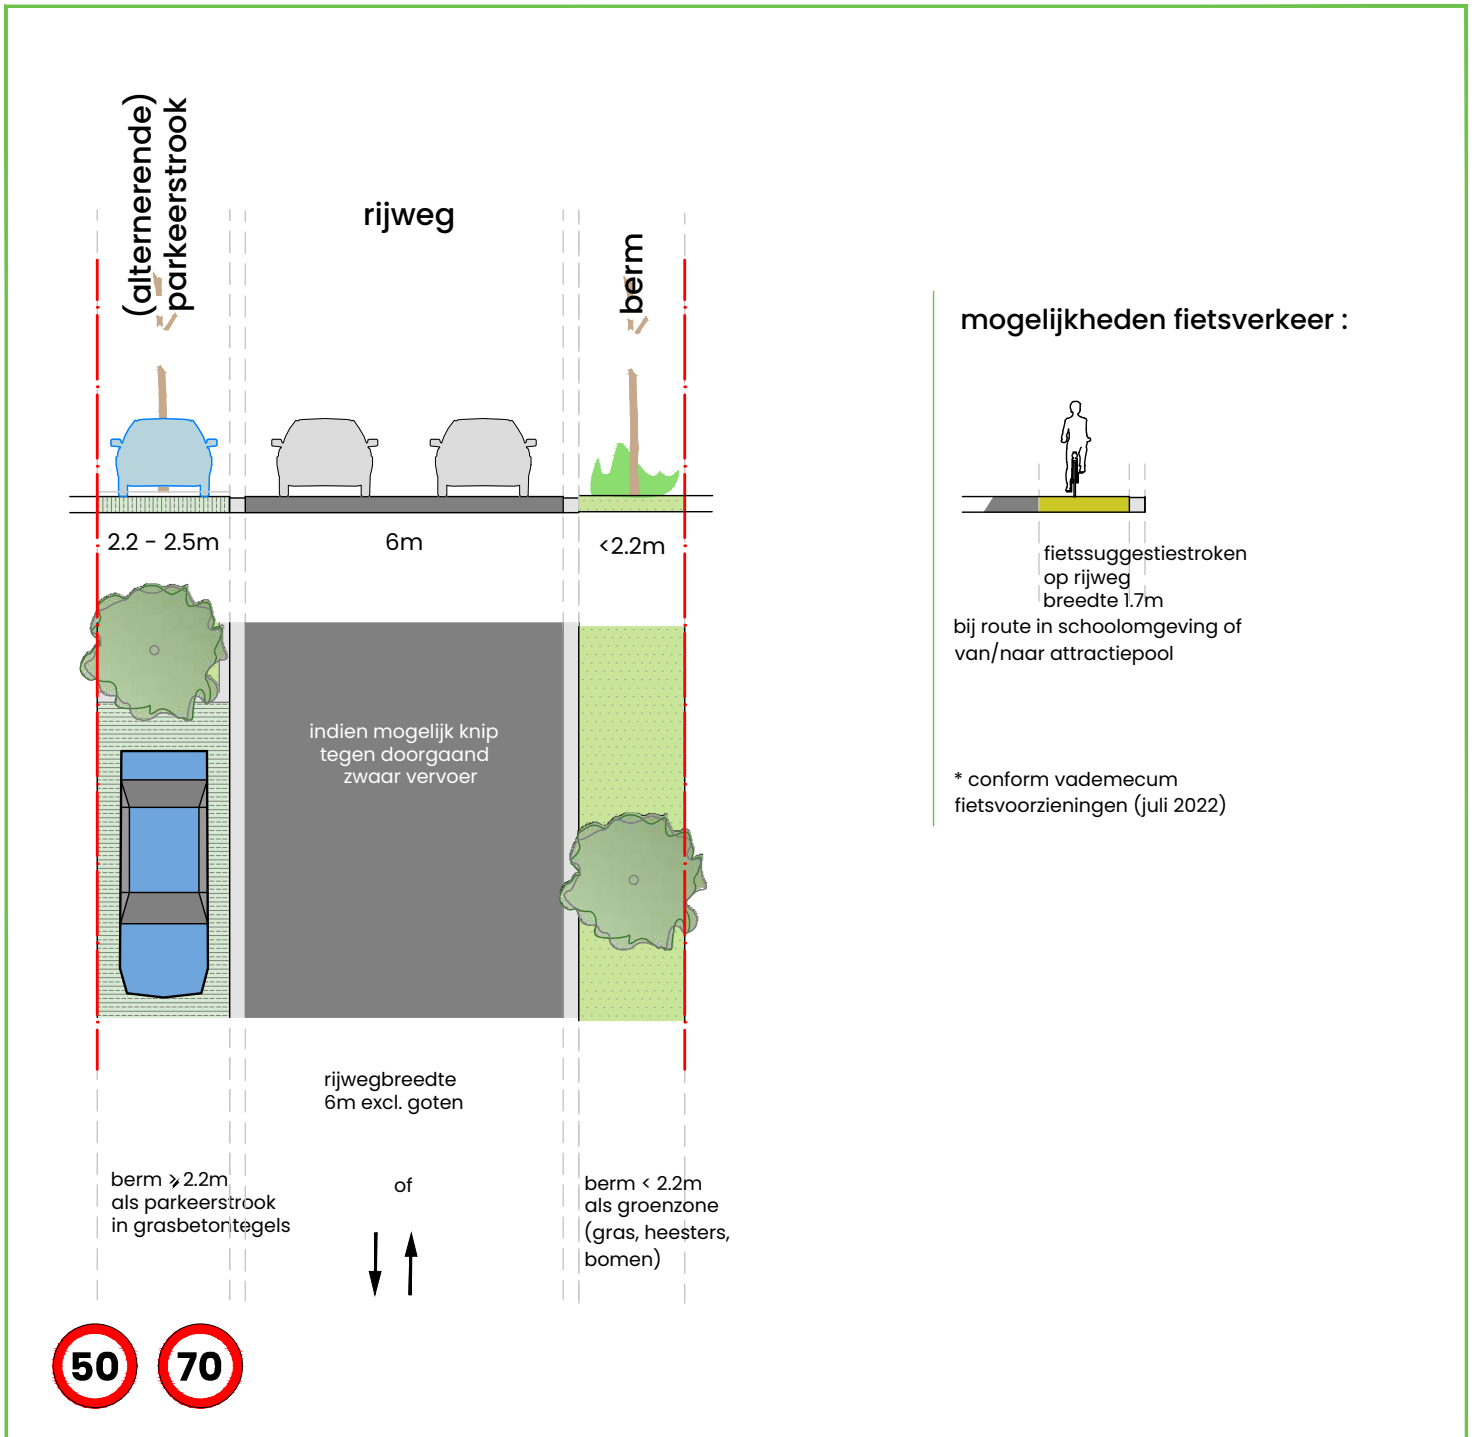 (alternerende)
parkeerstrook
rijweg
berm
2.2 - 2.5m
6m
<2.2m
indien mogelijk knip
tegen doorgaand
zwaar vervoer
rijwegbreedte
6m excl. goten
berm > 2.2m
als parkeerstrook
in grasbetontegels
of
berm < 2.2m
als groenzone
(gras, heesters,
bomen)
50
70
mogelijkheden fietsverkeer :
fietssuggestiestroken
op rijweg
breedte 1.7m
bij route in schoolomgeving of
van/naar attractiepool
* conform vademecum
fietsvoorzieningen (juli 2022)